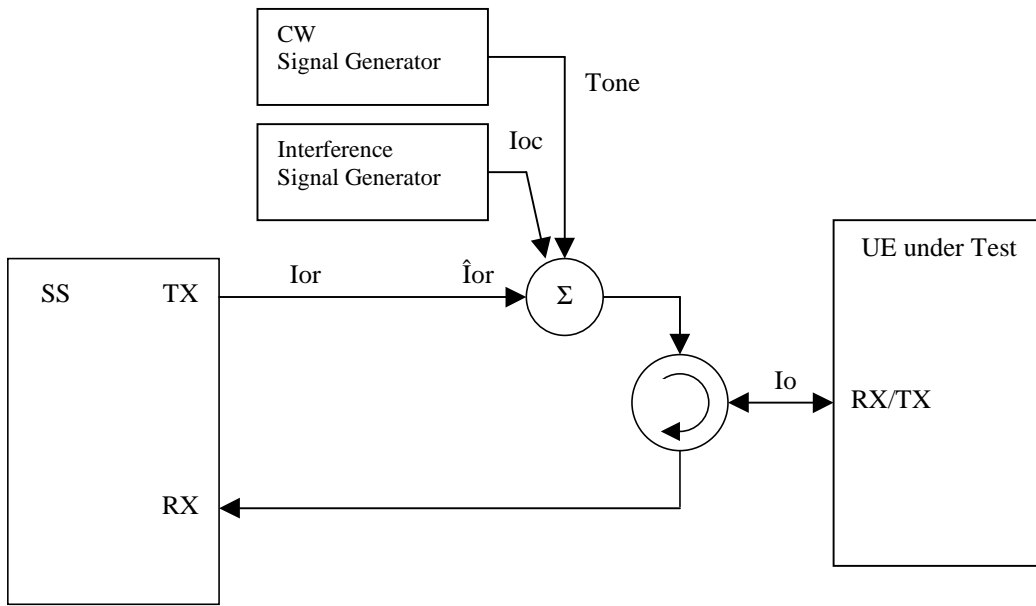 CW
Signal Generator
Tone
Interference
Signal Generator
Ioc
UE under Test
SS
TX
Ior
Îor
Σ
Io
RX/TX
RX